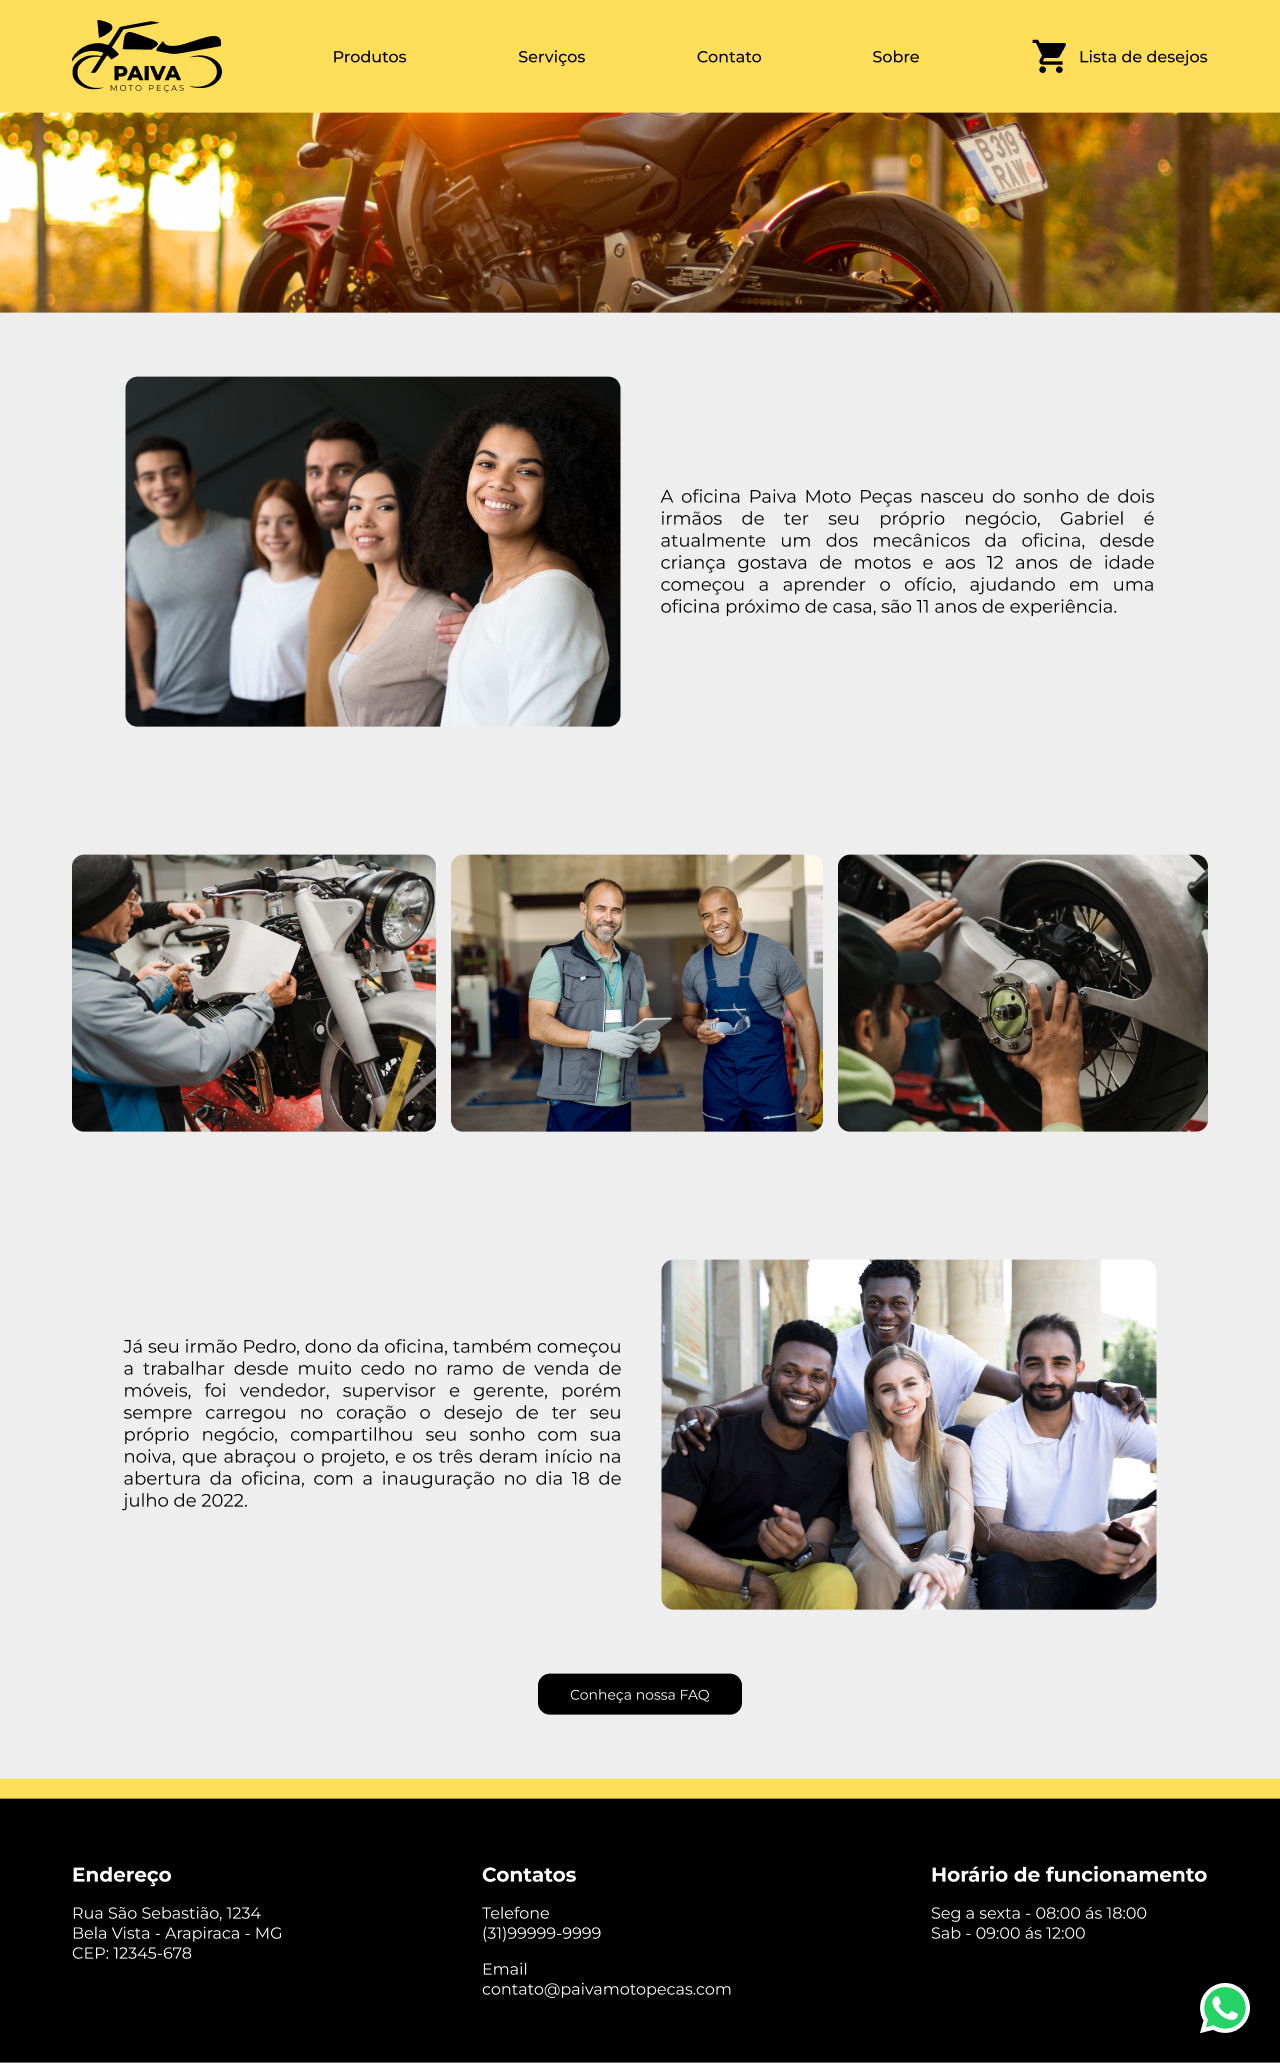 PAIVA
MOTO PEÇAS
Produtos
Serviços
Contato
Sobre
Lista de desejos
HORNET
HONDA
B 319
RAW
A oficina Paiva Moto Peças nasceu do sonho de dois
irmãos de ter seu próprio negócio, Gabriel é
atualmente um dos mecânicos da oficina, desde
criança gostava de motos e aos 12 anos de idade
começou a aprender o ofício, ajudando em uma
oficina próximo de casa, são 11 anos de experiência.
Já seu irmão Pedro, dono da oficina, também começou
a trabalhar desde muito cedo no ramo de venda de
móveis, foi vendedor, supervisor e gerente, porém
sempre carregou no coração o desejo de ter seu
próprio negócio, compartilhou seu sonho com sua
noiva, que abraçou o projeto, e os três deram início na
abertura da oficina, com a inauguração no dia 18 de
julho de 2022.
Conheça nossa FAQ
Endereço
Rua São Sebastião, 1234
Bela Vista - Arapiraca - MG
CEP: 12345-678
Contatos
Telefone
(31)99999-9999
Email
contato@paivamotopecas.com
Horário de funcionamento
Seg a sexta - 08:00 ás 18:00
Sab - 09:00 ás 12:00